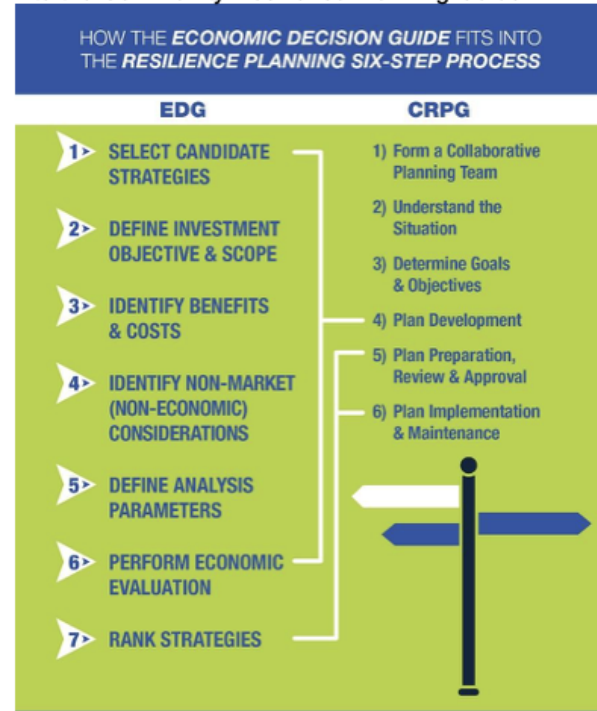 HOW THE ECONOMIC DECISION GUIDE FITS INTO
THE RESILIENCE PLANNING SIX-STEP PROCESS
EDG
1 SELECT CANDIDATE
STRATEGIES
2 DEFINE INVESTMENT
OBJECTIVE & SCOPE
3 IDENTIFY BENEFITS
& COSTS
4 IDENTIFY NON-MARKET
(NON-ECONOMIC)
CONSIDERATIONS
5 DEFINE ANALYSIS
PARAMETERS
6 PERFORM ECONOMIC
EVALUATION
7 RANK STRATEGIES
CRPG
1) Form a Collaborative
Planning Team
2) Understand the
Situation
3) Determine Goals
& Objectives
4) Plan Development
5) Plan Preparation,
Review & Approval
6) Plan Implementation
& Maintenance